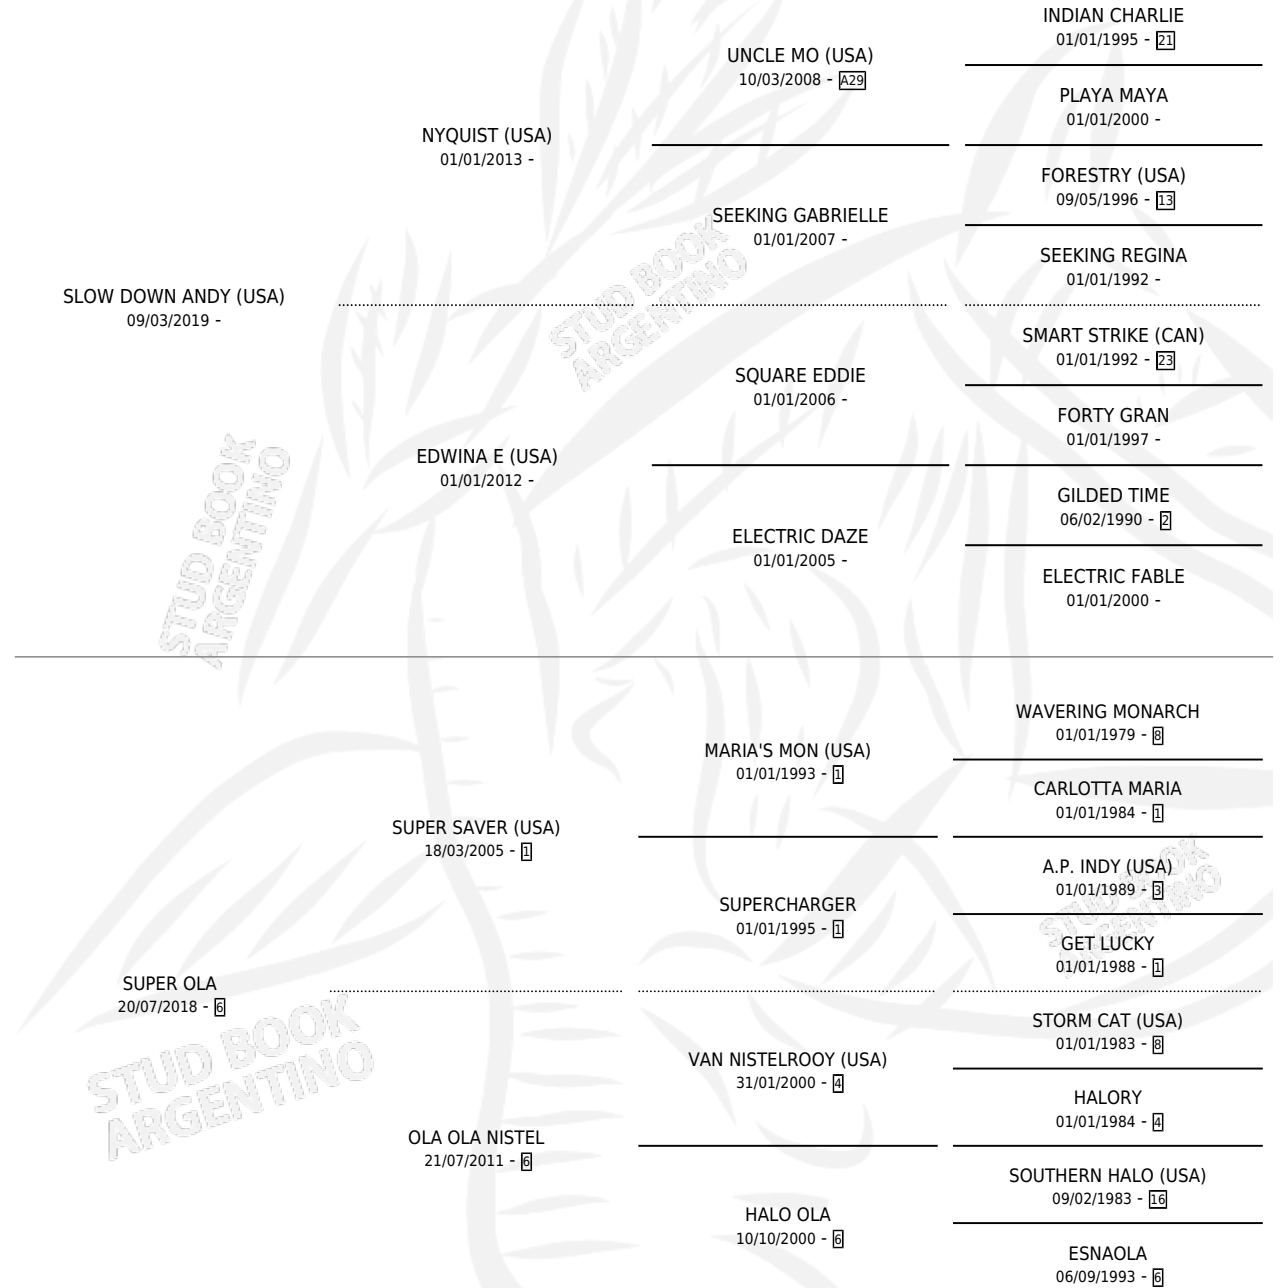 INDIAN CHARLIE
01/01/1995 - 21
UNCLE MO (USA)
10/03/2008 - A29
PLAYA MAYA
01/01/2000 -
NYQUIST (USA)
01/01/2013 -
FORESTRY (USA)
09/05/1996 - 13
SEEKING GABRIELLE
01/01/2007 -
SEEKING REGINA
01/01/1992 -
SLOW DOWN ANDY (USA)
09/03/2019 -
STUD BOOK
ARGENTINO
SMART STRIKE (CAN)
01/01/1992 - 23
SQUARE EDDIE
01/01/2006 -
FORTY GRAN
01/01/1997 -
EDWINA E (USA)
01/01/2012 -
GILDED TIME
06/02/1990 - 2
ELECTRIC DAZE
01/01/2005 -
ELECTRIC FABLE
01/01/2000 -
STUD BOOK
ARGENTINO
WAVERING MONARCH
01/01/1979 - 8
MARIA'S MON (USA)
01/01/1993 - 1
CARLOTTA MARIA
01/01/1984 - 1
SUPER SAVER (USA)
18/03/2005 - 1
A.P. INDY (USA)
01/01/1989 - 3
SUPERCHARGER
01/01/1995 - 1
STUD BOOK
ARGENTINO
GET LUCKY
01/01/1988 - 1
SUPER OLA
20/07/2018 - 6
STORM CAT (USA)
01/01/1983 - 8
VAN NISTELROOY (USA)
31/01/2000 - 4
HALORY
01/01/1984 - 4
STUD BOOK
ARGENTINO
OLA OLA NISTEL
21/07/2011 - 6
SOUTHERN HALO (USA)
09/02/1983 - 16
HALO OLA
10/10/2000 - 6
ESNAOLA
06/09/1993 - 6